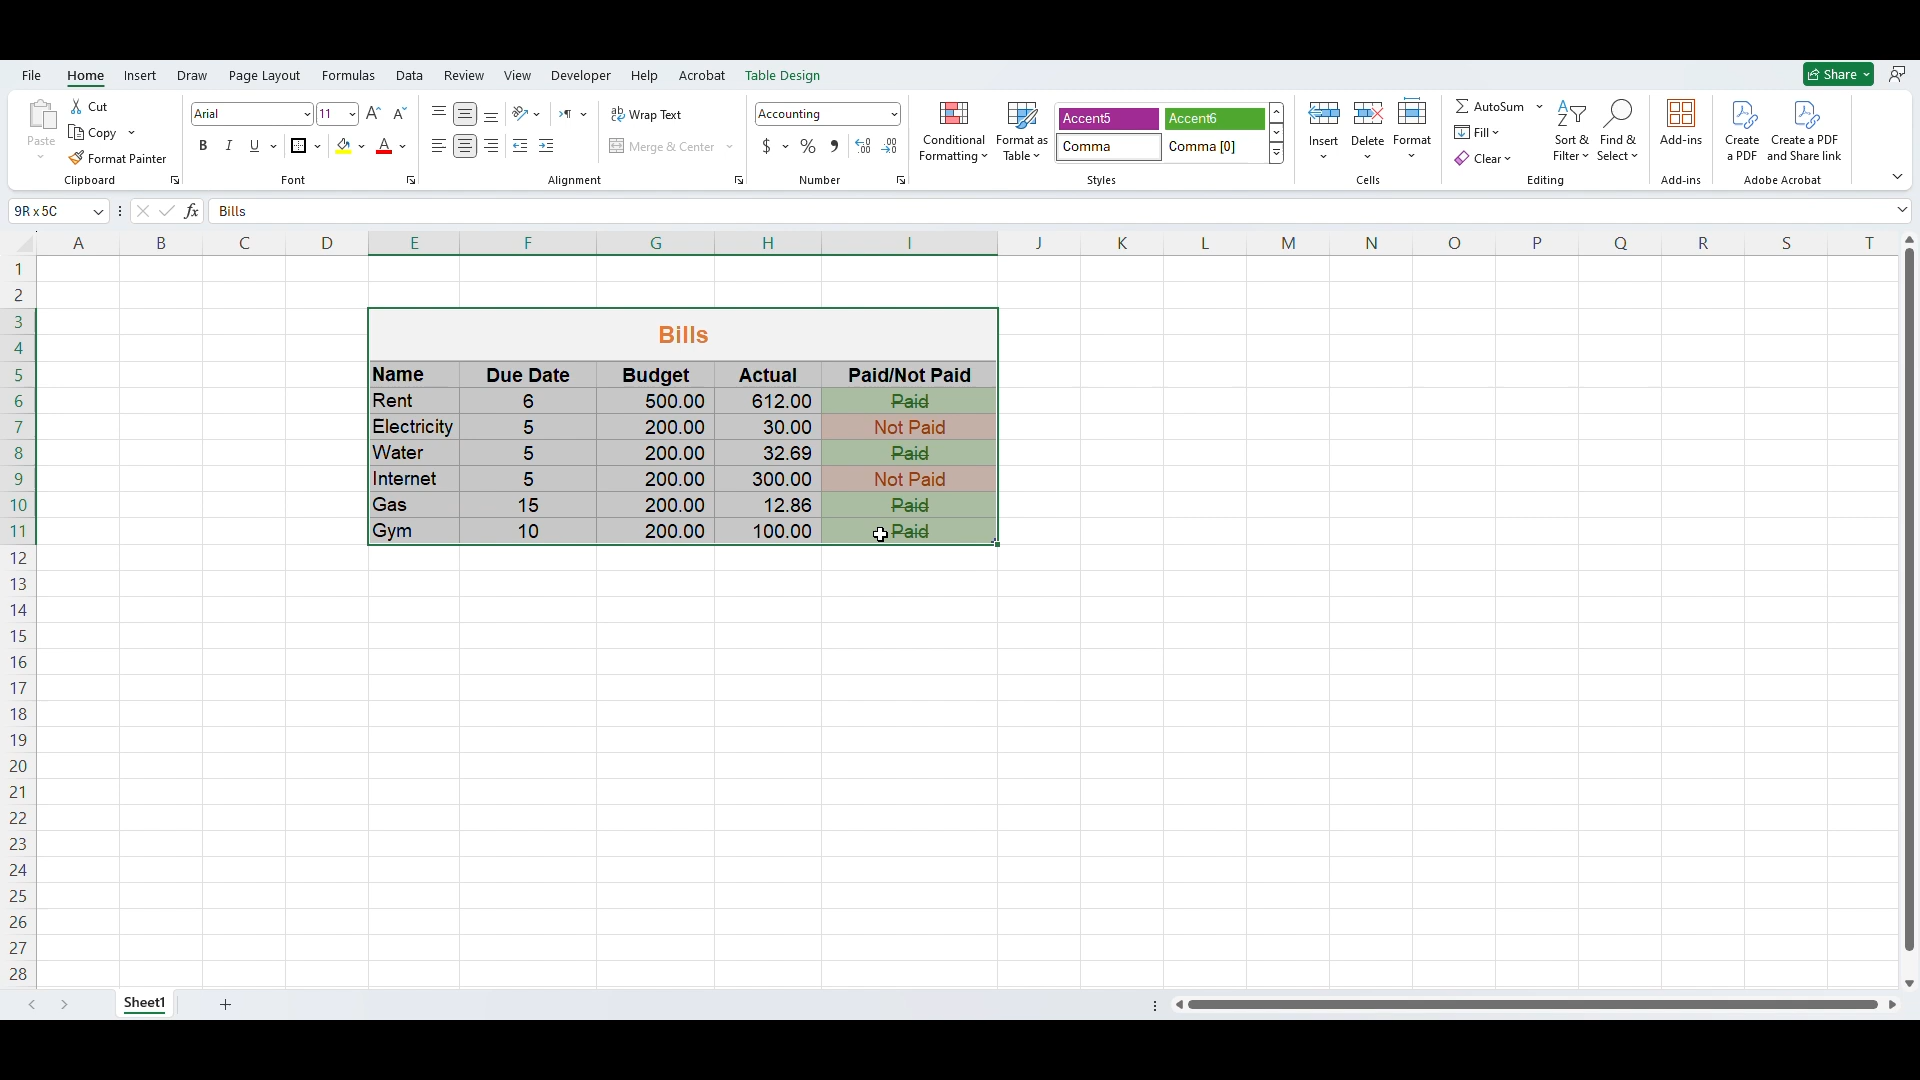 File Home Insert Draw Page Layout Formulas Data Review View Developer Help Acrobat Table Design Share
Paste Cut Copy Format Painter Clipboard
Arial 11 B I U A Font
Wrap Text Merge & Center Alignment
Accounting $ % Number
Conditional Formatting Format as Table
Accent5 Accent6
Comma Comma [0]
Styles
Insert Delete Format Cells
AutoSum Fill Clear Sort & Filter Find & Select Editing
Add-ins Add-ins
Create a PDF Create a PDF and Share link Adobe Acrobat
9R x 5C fx Bills
A B C D E F G H I J K L M N O P Q R S T
1
2
3
Bills
4
5 Name Due Date Budget Actual Paid/Not Paid
6 Rent 6 500.00 612.00 Paid
7 Electricity 5 200.00 30.00 Not Paid
8 Water 5 200.00 32.69 Paid
9 Internet 5 200.00 300.00 Not Paid
10 Gas 15 200.00 12.86 Paid
11 Gym 10 200.00 100.00 Paid
12
13
14
15
16
17
18
19
20
21
22
23
24
25
26
27
28
Sheet1